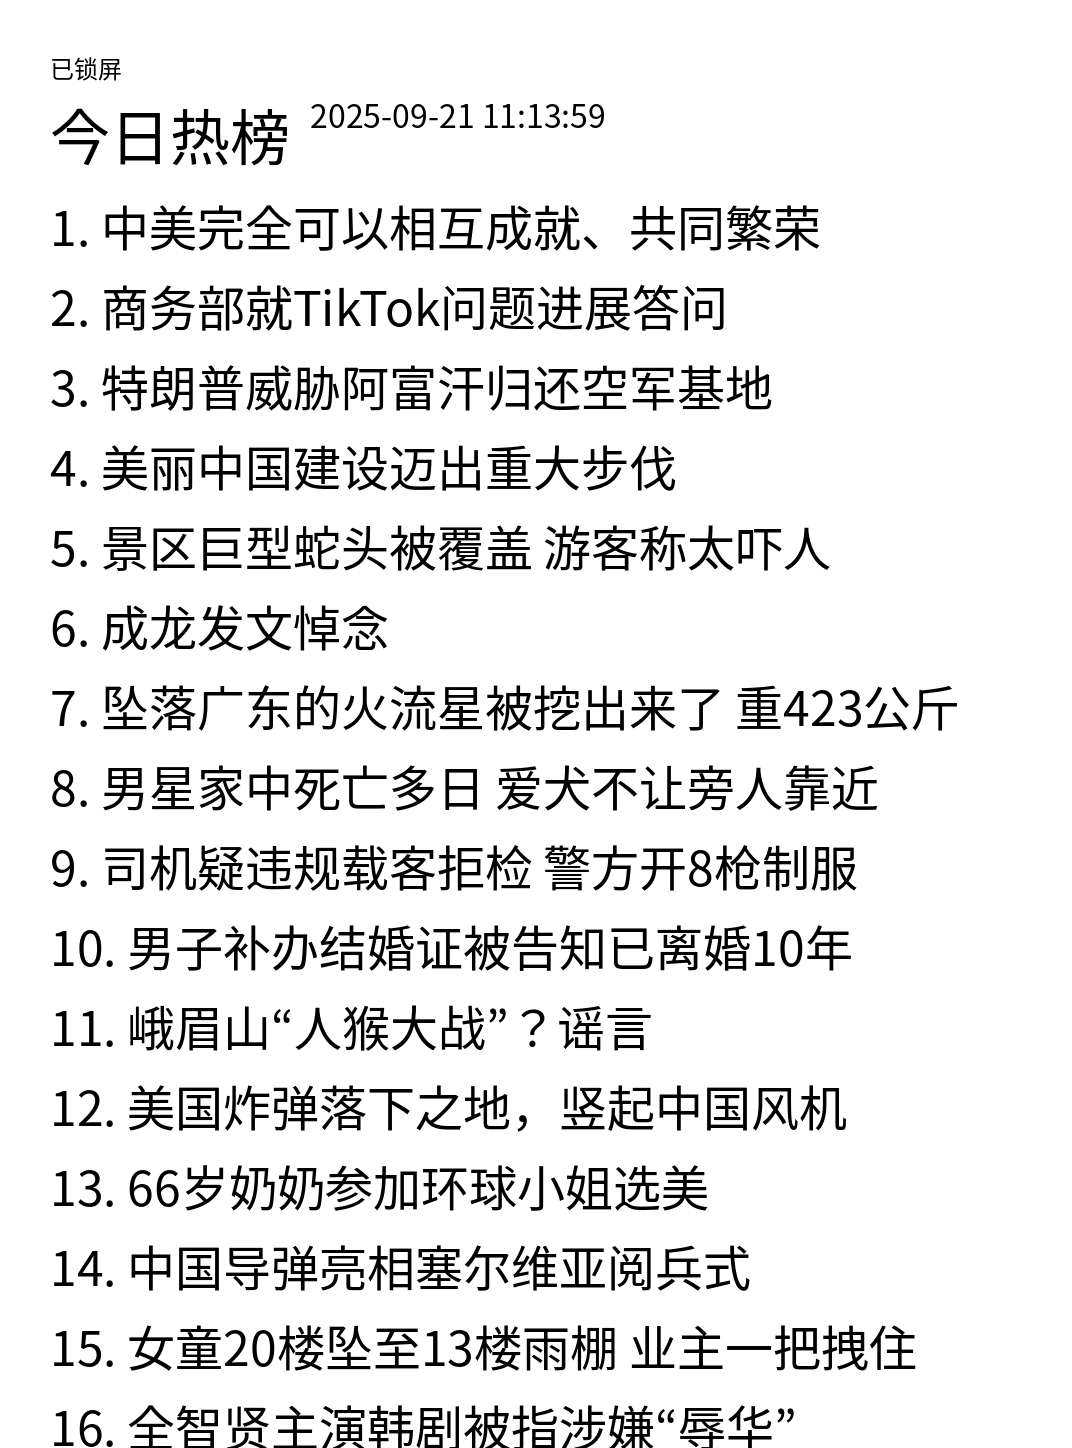 已锁屏
今日热榜 2025-09-21 11:13:59
1. 中美完全可以相互成就、共同繁荣
2. 商务部就TikTok问题进展答问
3. 特朗普威胁阿富汗归还空军基地
4. 美丽中国建设迈出重大步伐
5. 景区巨型蛇头被覆盖 游客称太吓人
6. 成龙发文悼念
7. 坠落广东的火流星被挖出来了 重423公斤
8. 男星家中死亡多日 爱犬不让旁人靠近
9. 司机疑违规载客拒检 警方开8枪制服
10. 男子补办结婚证被告知已离婚10年
11. 峨眉山“人猴大战”？谣言
12. 美国炸弹落下之地，竖起中国风机
13. 66岁奶奶参加环球小姐选美
14. 中国导弹亮相塞尔维亚阅兵式
15. 女童20楼坠至13楼雨棚 业主一把拽住
16. 全智贤主演韩剧被指涉嫌“辱华”